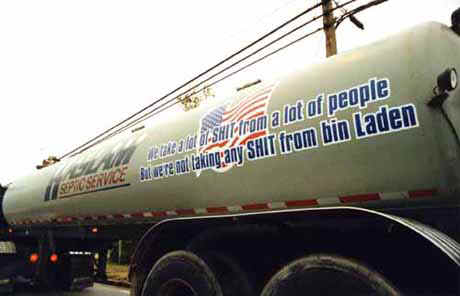 HASLAM
SEPTIC SERVICE
We take a lot of SHIT from a lot of people
But we're not taking any SHIT from bin Laden